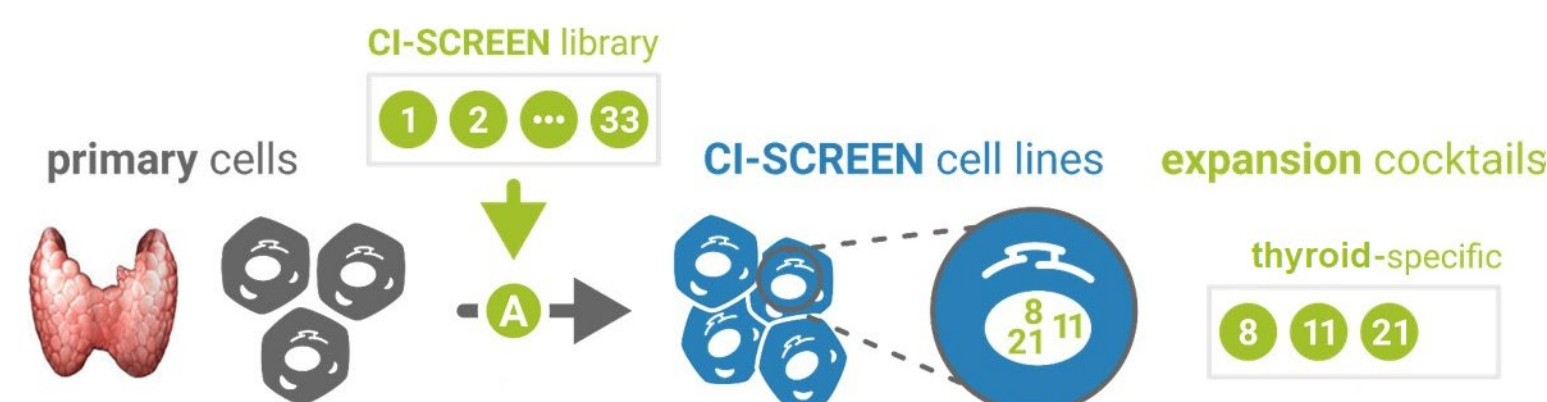 CI-SCREEN library
1 2 ... 33
primary cells
CI-SCREEN cell lines
expansion cocktails
thyroid-specific
A
8
21 11
8 11 21